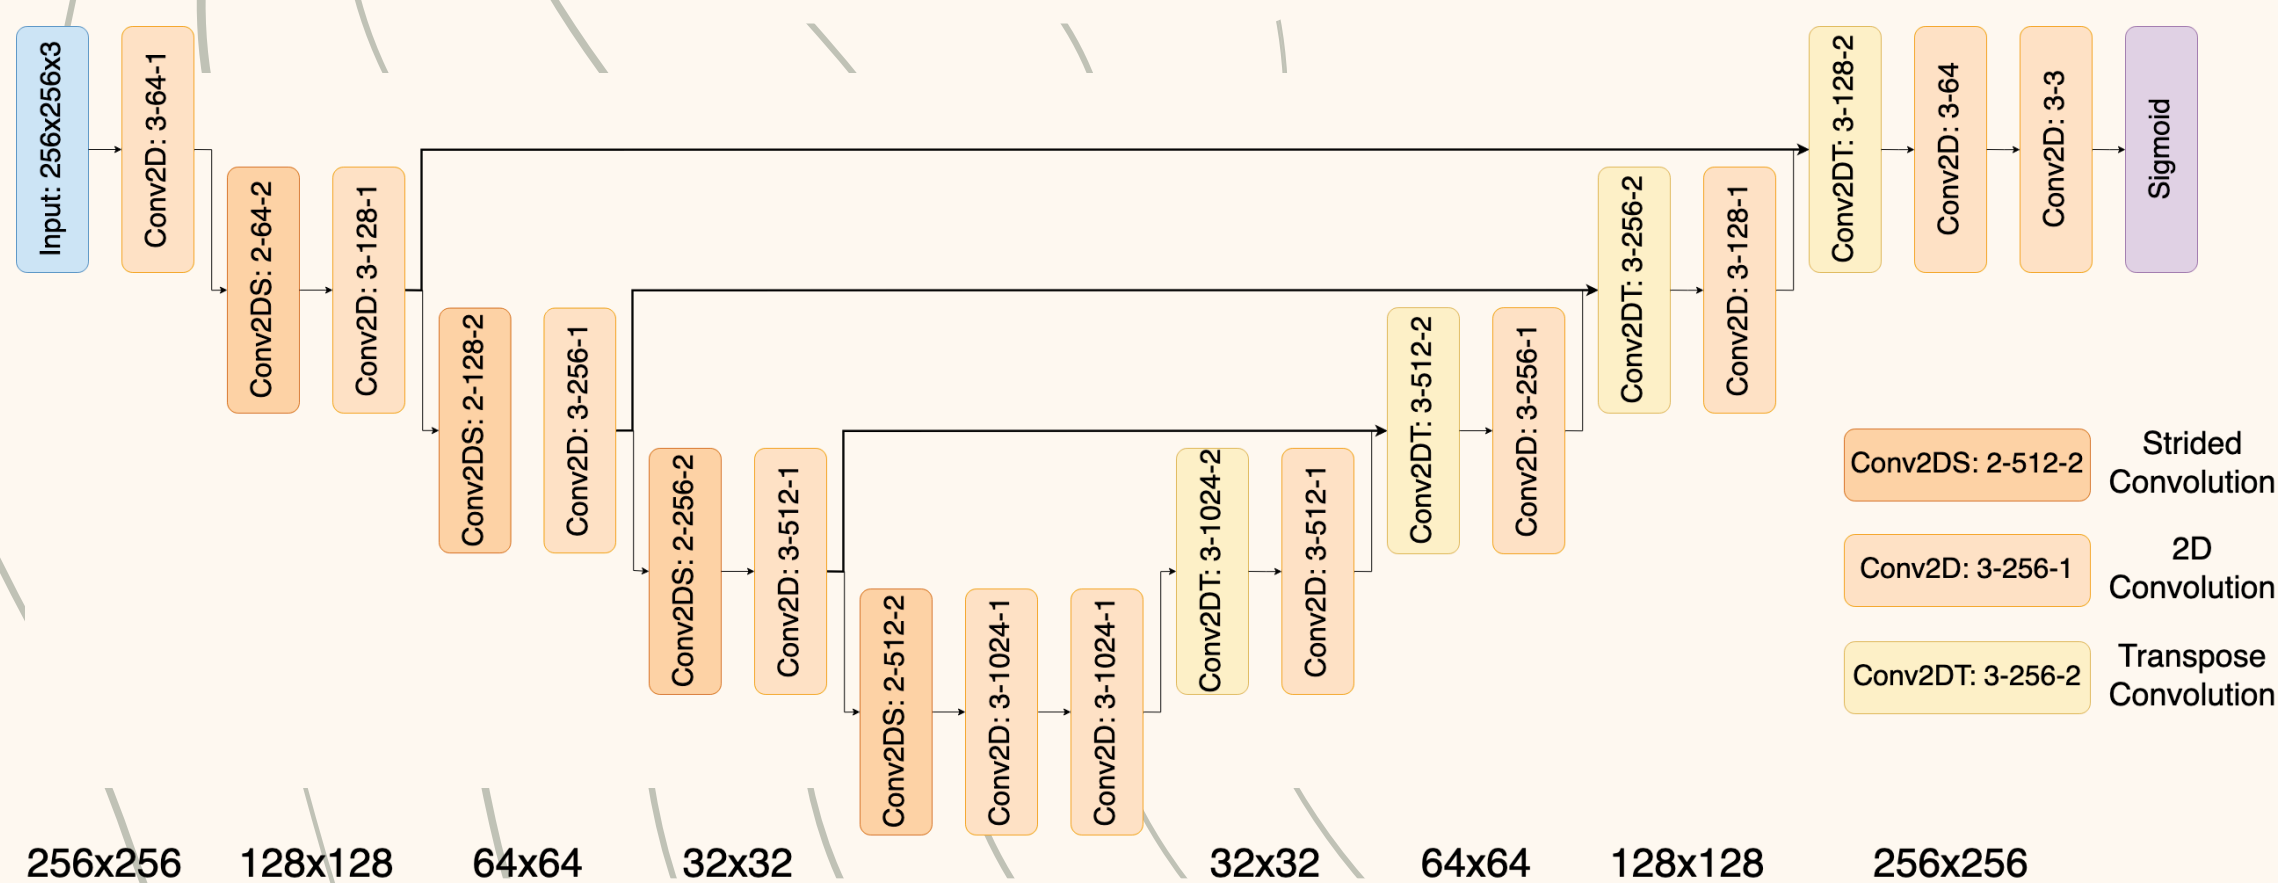 Input: 256x256x3
Conv2D: 3-64-1
Conv2DS: 2-64-2
Conv2D: 3-128-1
Conv2DS: 2-128-2
Conv2D: 3-256-1
Conv2DS: 2-256-2
Conv2D: 3-512-1
Conv2DS: 2-512-2
Conv2D: 3-1024-1
Conv2D: 3-1024-1
Conv2DT: 3-1024-2
Conv2D: 3-512-1
Conv2DT: 3-512-2
Conv2D: 3-256-1
Conv2DT: 3-256-2
Conv2D: 3-128-1
Conv2DT: 3-128-2
Conv2D: 3-64
Conv2D: 3-3
Sigmoid
Conv2DS: 2-512-2
Strided
Convolution
Conv2D: 3-256-1
2D
Convolution
Conv2DT: 3-256-2
Transpose
Convolution
256x256
128x128
64x64
32x32
32x32
64x64
128x128
256x256